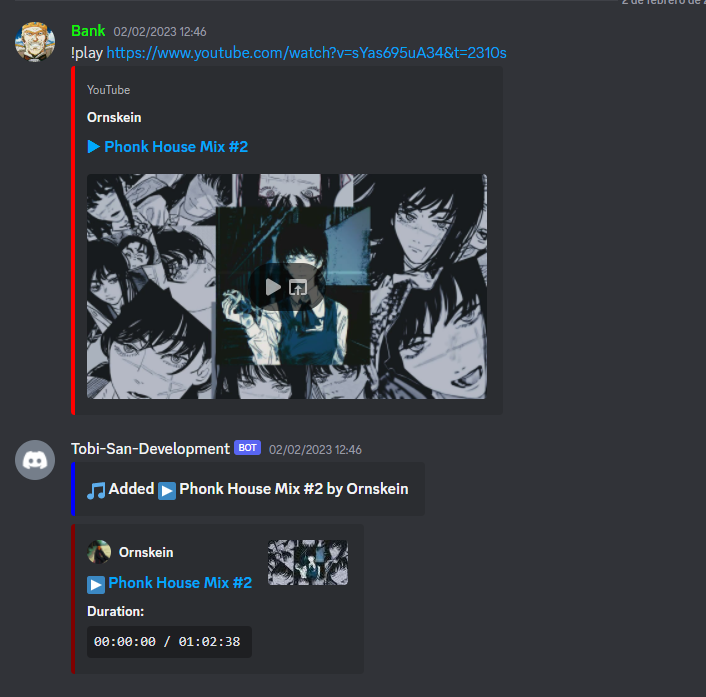 2 de febrero de
Bank 02/02/2023 12:46
!play https://www.youtube.com/watch?v=sYas695uA34&t=2310s
YouTube
Ornskein
Phonk House Mix #2
Tobi-San-Development BOT 02/02/2023 12:46
Added Phonk House Mix #2 by Ornskein
Ornskein
Phonk House Mix #2
Duration:
00:00:00 / 01:02:38